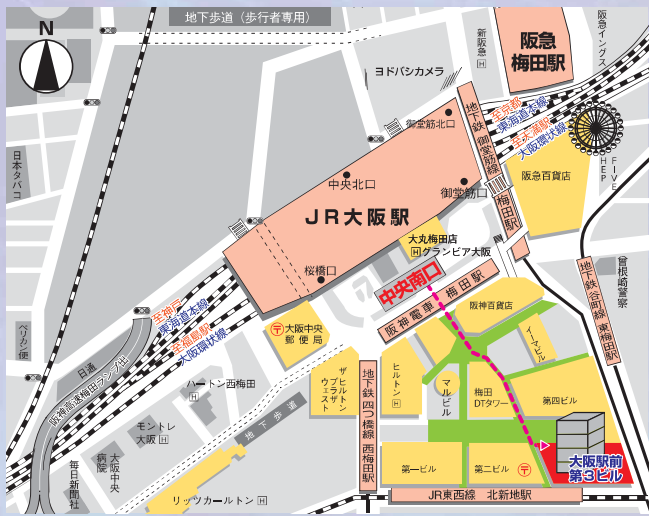 地下歩道（歩行者専用）
N
新阪急 H
阪急
梅田駅
阪急イングス
ヨドバシカメラ
地下鉄 御堂筋線 梅田駅
至京都
東海道本線
至天満駅
大阪環状線
HEP FIVE
御堂筋北口
中央北口
御堂筋口
JR大阪駅
阪急百貨店
日本タバコ
桜橋口
大丸梅田店
Hグランビア大阪
中央南口
阪神電車 梅田駅
阪神百貨店
曽根崎警察
地下鉄谷町線 東梅田駅
至神戸
東海道本線
至福島駅
大阪環状線
〒大阪中央
郵便局
ペリカン便
日通
阪神高速梅田ランプ出
ハートン西梅田
H
ザ ヒルトン
プラザ
ウェスト
ヒルトン H
マルビル
梅田
DTタワー
イーマビル
第四ビル
地下鉄四つ橋線 西梅田駅
地下歩道
モントレ
大阪 H
大阪中央
病院
毎日新聞社
リッツカールトン H
第一ビル
第二ビル 〒
大阪駅前
第3ビル
JR東西線 北新地駅